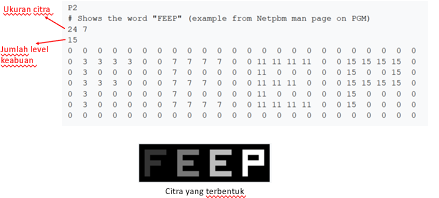 Ukuran citra
P2
# Shows the word "FEEP" (example from Netpbm man page on PGM)
24 7
15
Jumlah level
keabuan
0 0 0 0 0 0 0 0 0 0 0 0 0 0 0 0 0 0 0 0 0 0 0 0
0 3 3 3 3 0 0 7 7 7 7 0 0 11 11 11 11 0 0 15 15 15 15 0
0 3 0 0 0 0 0 7 0 0 0 0 0 11 0 0 0 0 0 15 0 0 15 0
0 3 3 3 0 0 0 7 7 7 0 0 0 11 11 11 0 0 0 15 15 15 15 0
0 3 0 0 0 0 0 7 0 0 0 0 0 11 0 0 0 0 0 15 0 0 0 0
0 3 0 0 0 0 0 7 7 7 7 0 0 11 11 11 11 0 0 15 0 0 0 0
0 0 0 0 0 0 0 0 0 0 0 0 0 0 0 0 0 0 0 0 0 0 0 0
FEEP
Citra yang terbentuk